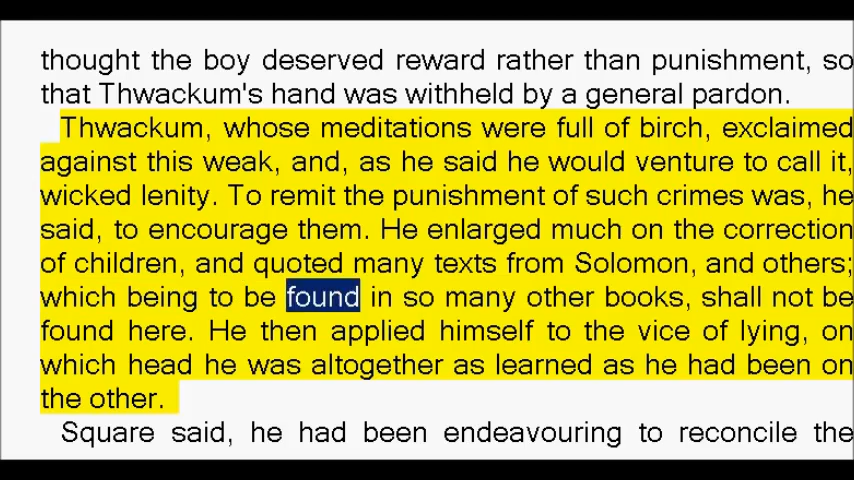 thought the boy deserved reward rather than punishment, so
that Thwackum's hand was withheld by a general pardon.
Thwackum, whose meditations were full of birch, exclaimed
against this weak, and, as he said he would venture to call it,
wicked lenity. To remit the punishment of such crimes was, he
said, to encourage them. He enlarged much on the correction
of children, and quoted many texts from Solomon, and others;
which being to be found in so many other books, shall not be
found here. He then applied himself to the vice of lying, on
which head he was altogether as learned as he had been on
the other.
Square said, he had been endeavouring to reconcile the